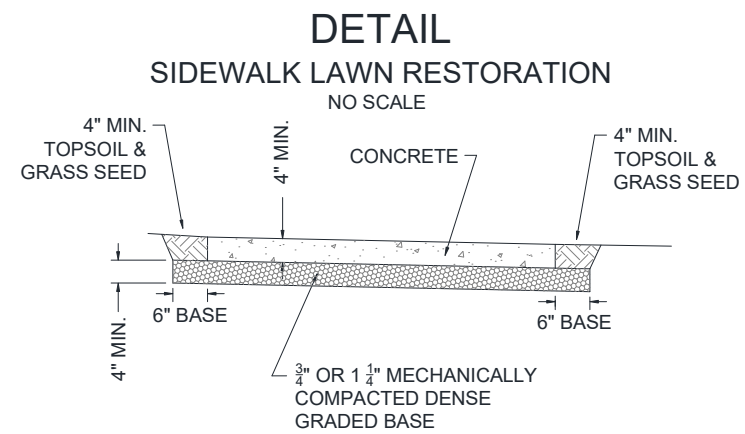 DETAIL
SIDEWALK LAWN RESTORATION
NO SCALE
4" MIN.
TOPSOIL &
GRASS SEED
4" MIN.
CONCRETE
4" MIN.
TOPSOIL &
GRASS SEED
4" MIN.
6" BASE
6" BASE
3/4" OR 1 1/4" MECHANICALLY
COMPACTED DENSE
GRADED BASE